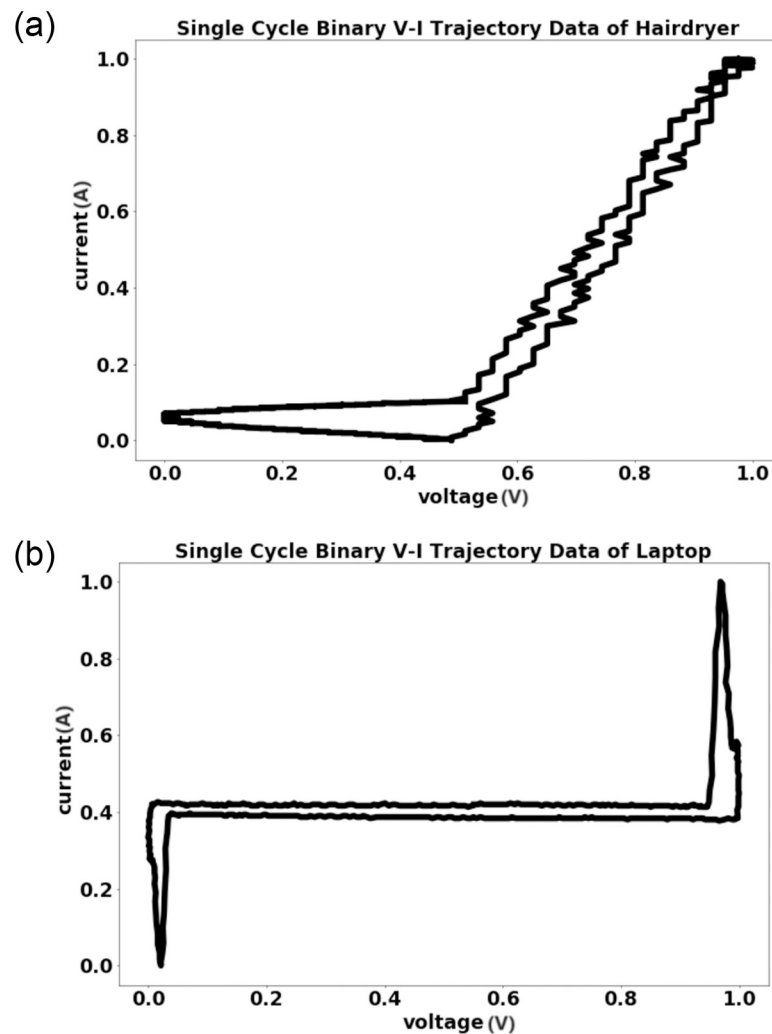 (a)
Single Cycle Binary V-I Trajectory Data of Hairdryer
1.0
0.8
0.6
0.4
0.2
0.0
current(A)
0.0 0.2 0.4 0.6 0.8 1.0
voltage(V)
(b)
Single Cycle Binary V-I Trajectory Data of Laptop
1.0
0.8
0.6
0.4
0.2
0.0
current(A)
0.0 0.2 0.4 0.6 0.8 1.0
voltage(V)